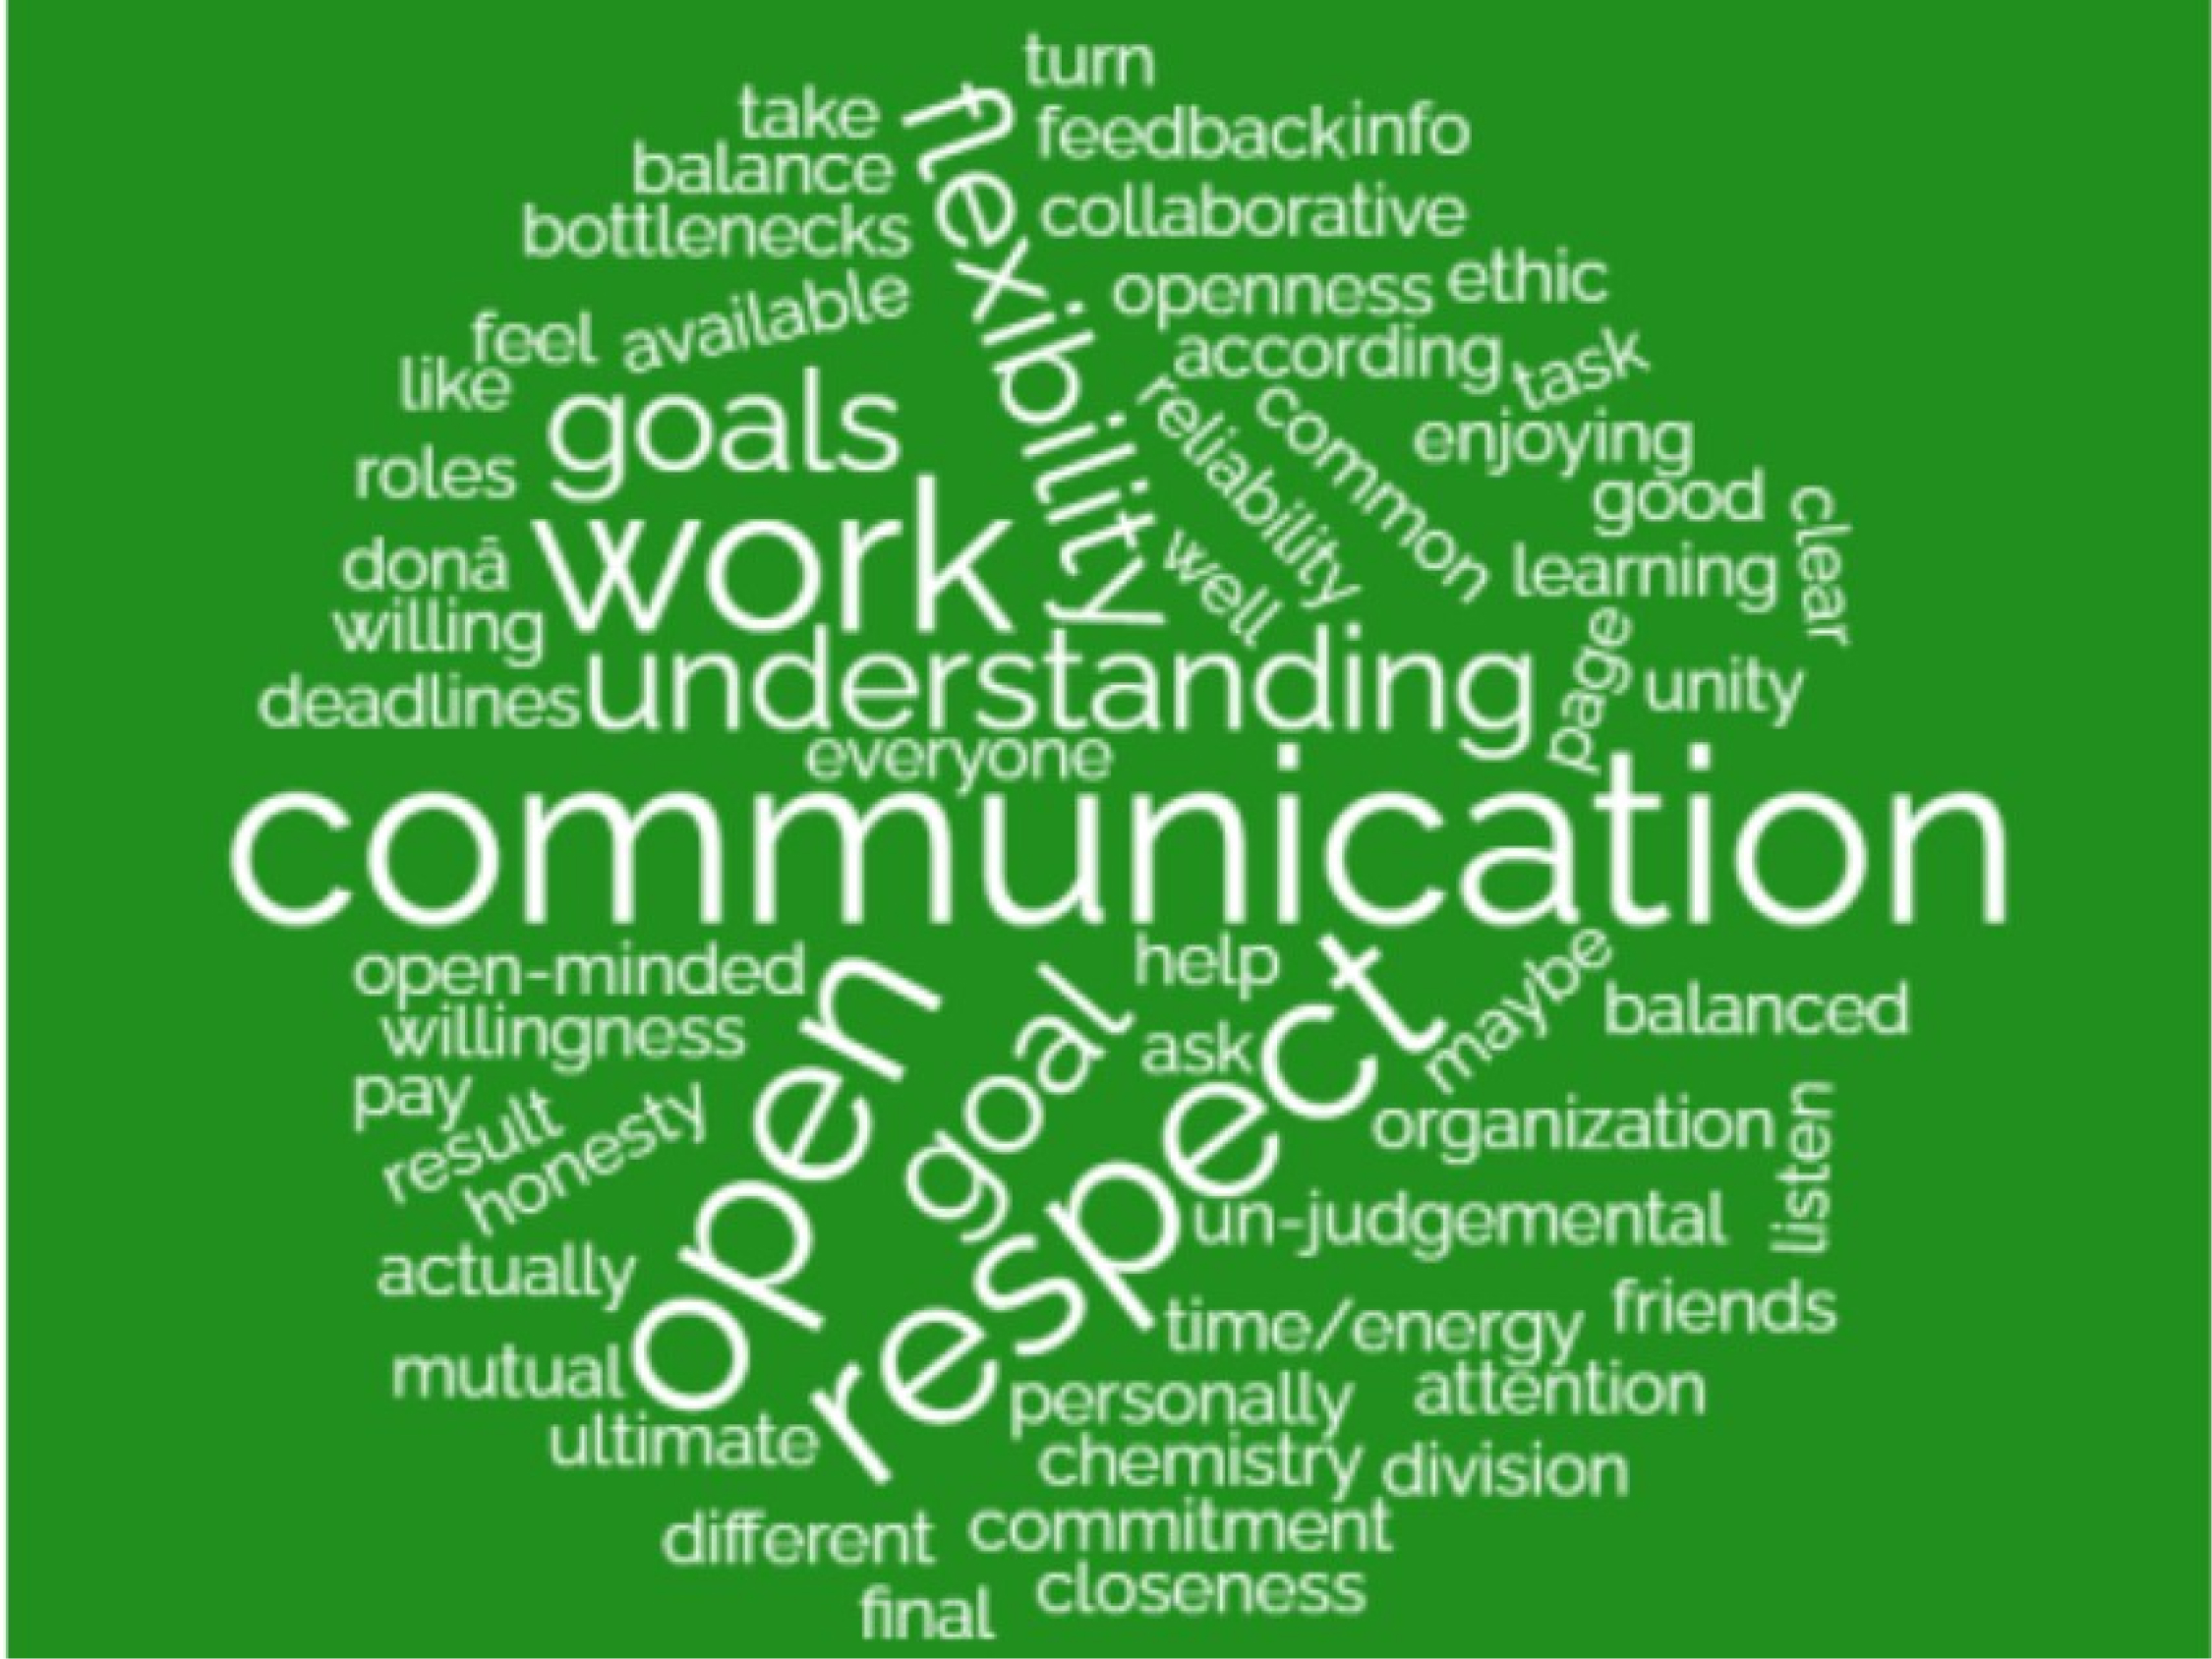 turn
take
flexibility
feedback info
balance
collaborative
bottlenecks
openness ethic
feel available
according task
like goals
reliability common
enjoying
roles
good clear
work
well
learning
donā
willing
page unity
deadlines understanding
everyone
communication
open-minded
help
maybe
balanced
willingness
open
goal
ask
respect
pay
result
honesty
organization
listen
un-judgemental
actually
time/energy friends
mutual
personally attention
ultimate
chemistry division
different commitment
final closeness